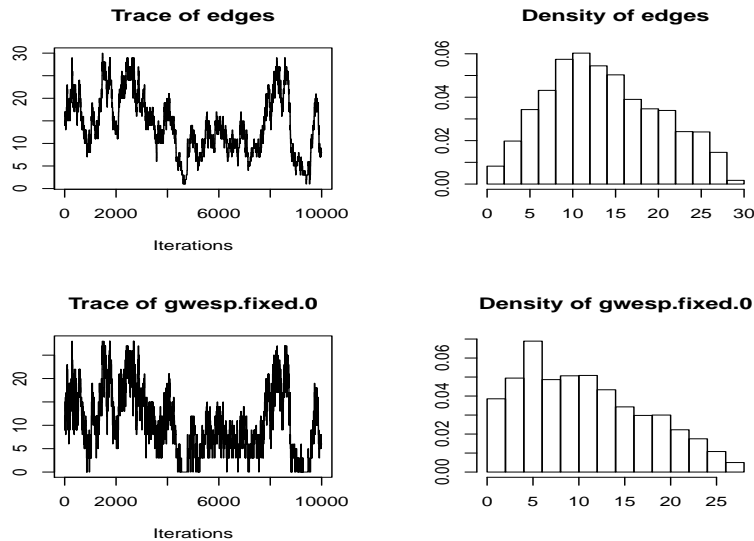 Trace of edges
0 5 10 20 30
0 2000 6000 10000
Iterations
Density of edges
0.00 0.02 0.04 0.06
0 5 10 15 20 25 30
Trace of gwesp.fixed.0
0 5 10 20
0 2000 6000 10000
Iterations
Density of gwesp.fixed.0
0.00 0.02 0.04 0.06
0 5 10 15 20 25